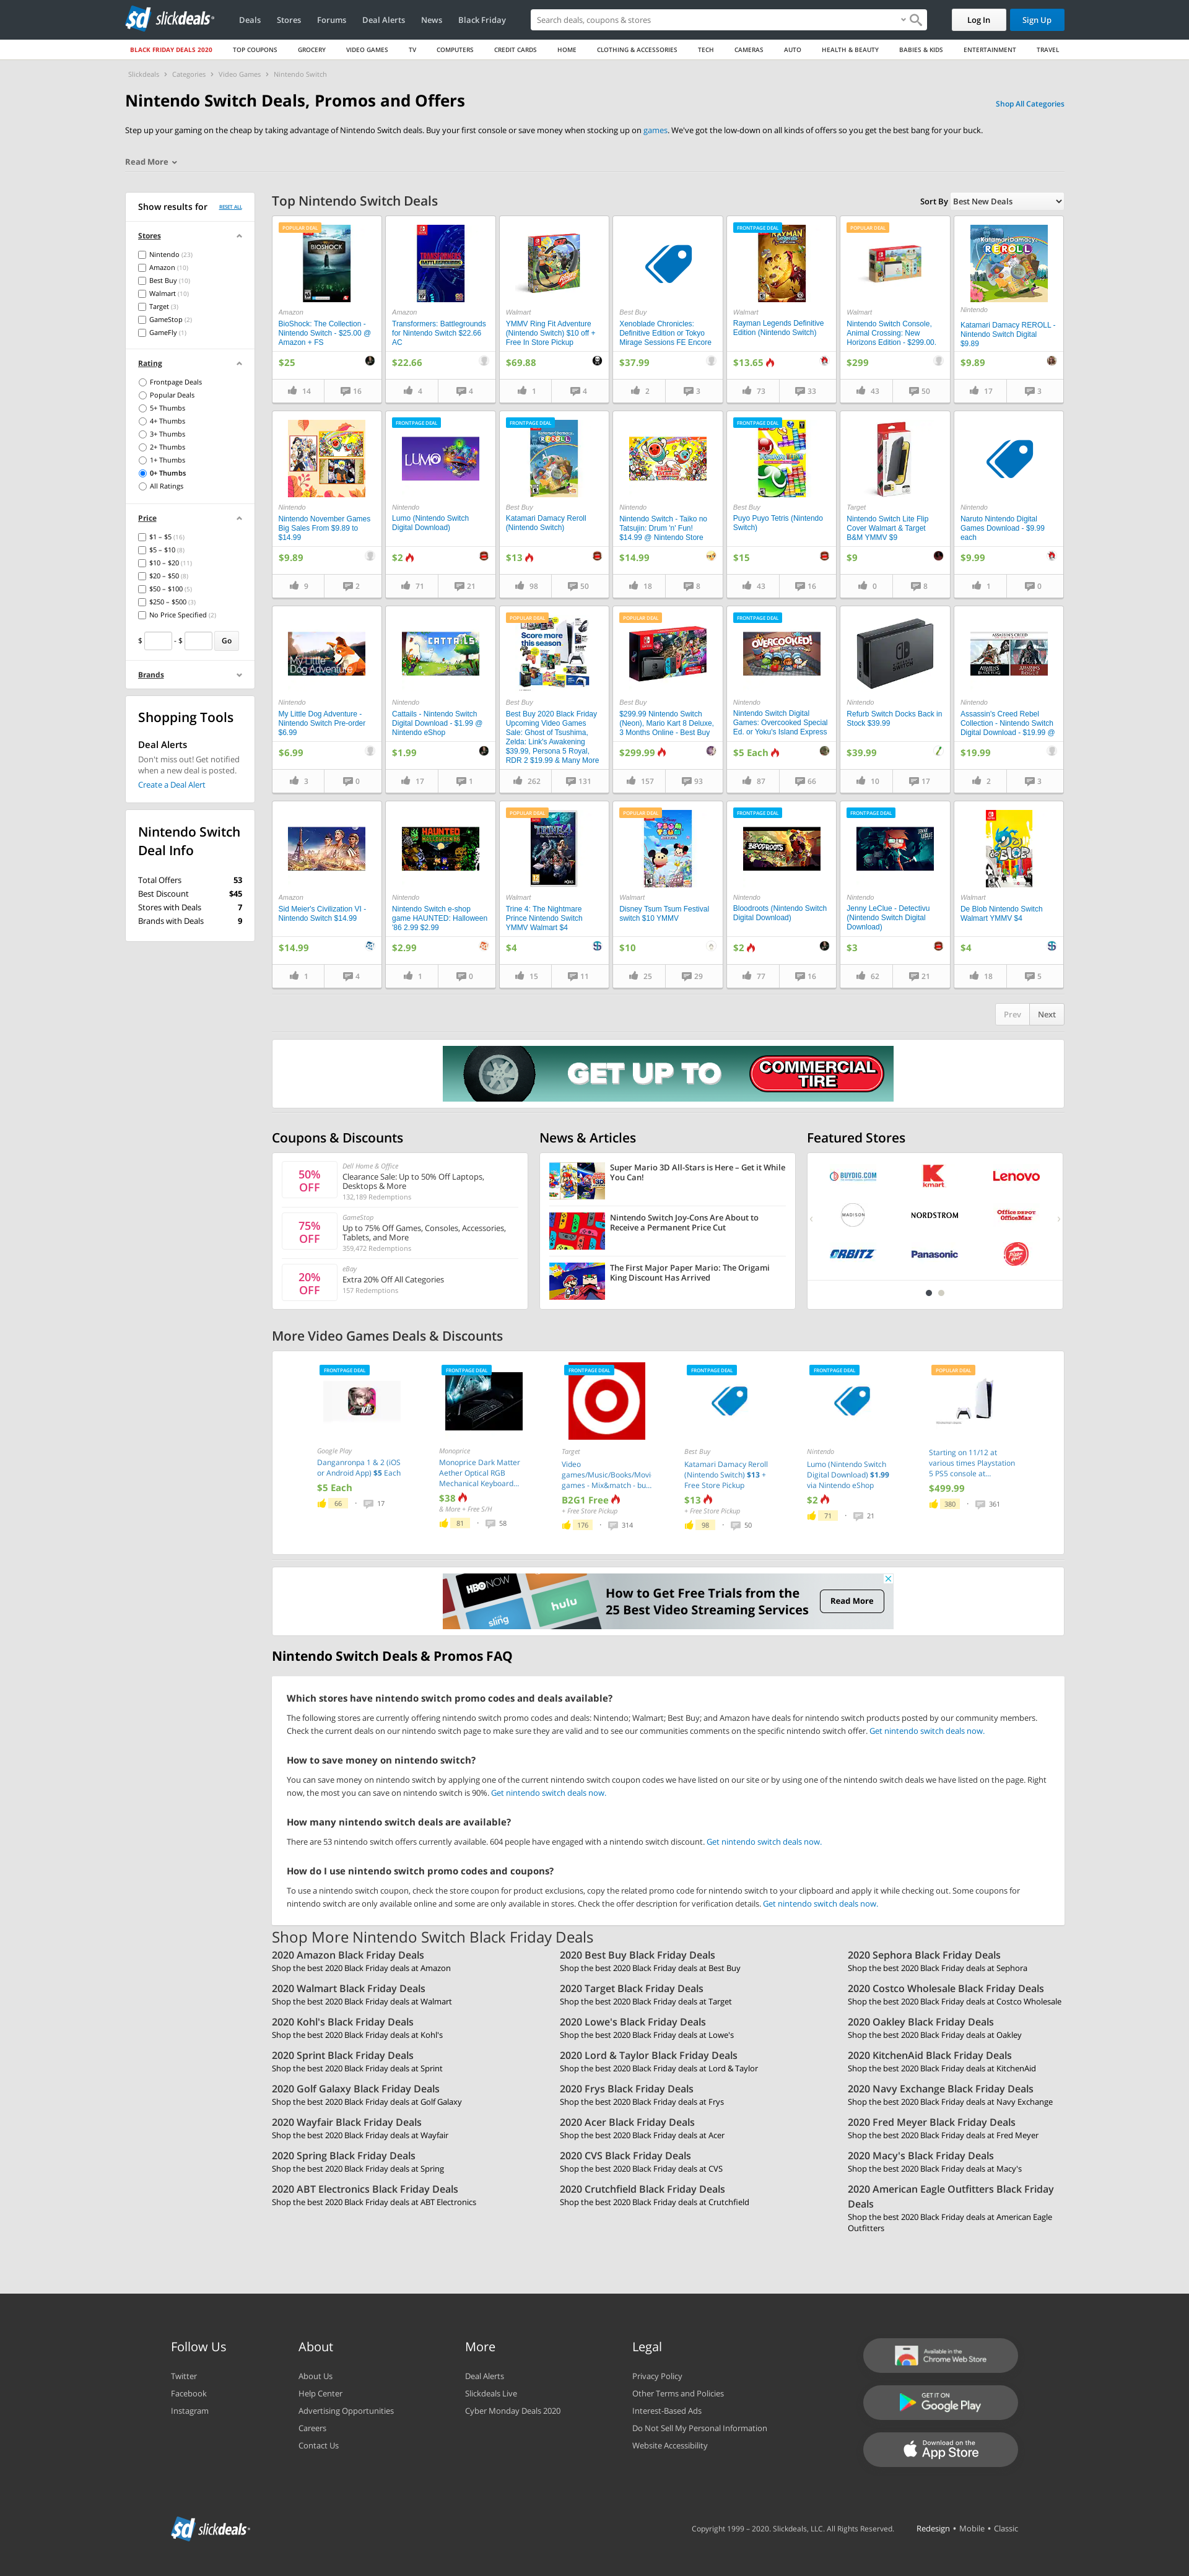 sd slickdeals
Deals Stores Forums Deal Alerts News Black Friday
Search deals, coupons & stores
Log In Sign Up
BLACK FRIDAY DEALS 2020 TOP COUPONS GROCERY VIDEO GAMES TV COMPUTERS CREDIT CARDS HOME CLOTHING & ACCESSORIES TECH CAMERAS AUTO HEALTH & BEAUTY BABIES & KIDS ENTERTAINMENT TRAVEL
Slickdeals > Categories > Video Games > Nintendo Switch
Nintendo Switch Deals, Promos and Offers
Shop All Categories
Step up your gaming on the cheap by taking advantage of Nintendo Switch deals. Buy your first console or save money when stocking up on games. We've got the low-down on all kinds of offers so you get the best bang for your buck.
Read More
Show results for RESET ALL
Stores
Nintendo (23)
Amazon (10)
Best Buy (10)
Walmart (10)
Target (3)
GameStop (2)
GameFly (1)
Rating
Frontpage Deals
Popular Deals
5+ Thumbs
4+ Thumbs
3+ Thumbs
2+ Thumbs
1+ Thumbs
0+ Thumbs
All Ratings
Price
$1 – $5 (16)
$5 – $10 (8)
$10 – $20 (11)
$20 – $50 (8)
$50 – $100 (5)
$250 – $500 (3)
No Price Specified (2)
$ - $ Go
Brands
Shopping Tools
Deal Alerts
Don't miss out! Get notified
when a new deal is posted.
Create a Deal Alert
Nintendo Switch
Deal Info
Total Offers 53
Best Discount $45
Stores with Deals 7
Brands with Deals 9
Top Nintendo Switch Deals
Sort By Best New Deals
POPULAR DEAL
BIOSHOCK
Amazon
BioShock: The Collection -
Nintendo Switch - $25.00 @
Amazon + FS
$25
14 16
Amazon
Transformers: Battlegrounds
for Nintendo Switch $22.66
AC
$22.66
4 4
Walmart
YMMV Ring Fit Adventure
(Nintendo Switch) $10 off +
Free In Store Pickup
$69.88
1 4
Best Buy
Xenoblade Chronicles:
Definitive Edition or Tokyo
Mirage Sessions FE Encore
$37.99
2 3
FRONTPAGE DEAL
RAYMAN
Walmart
Rayman Legends Definitive
Edition (Nintendo Switch)
$13.65
73 33
POPULAR DEAL
Walmart
Nintendo Switch Console,
Animal Crossing: New
Horizons Edition - $299.00.
$299
43 50
REROLL
Nintendo
Katamari Damacy REROLL -
Nintendo Switch Digital
$9.89
$9.89
17 3
Nintendo
Nintendo November Games
Big Sales From $9.89 to
$14.99
$9.89
9 2
FRONTPAGE DEAL
LUMO
Nintendo
Lumo (Nintendo Switch
Digital Download)
$2
71 21
FRONTPAGE DEAL
REROLL
Best Buy
Katamari Damacy Reroll
(Nintendo Switch)
$13
98 50
Nintendo
Nintendo Switch - Taiko no
Tatsujin: Drum 'n' Fun!
$14.99 @ Nintendo Store
$14.99
18 8
FRONTPAGE DEAL
Best Buy
Puyo Puyo Tetris (Nintendo
Switch)
$15
43 16
Target
Nintendo Switch Lite Flip
Cover Walmart & Target
B&M YMMV $9
$9
0 8
Nintendo
Naruto Nintendo Digital
Games Download - $9.99
each
$9.99
1 0
My Little
Dog Adventure
Nintendo
My Little Dog Adventure -
Nintendo Switch Pre-order
$6.99
$6.99
3 0
CATTAILS
Nintendo
Cattails - Nintendo Switch
Digital Download - $1.99 @
Nintendo eShop
$1.99
17 1
POPULAR DEAL
Score more
this season
Best Buy
Best Buy 2020 Black Friday
Upcoming Video Games
Sale: Ghost of Tsushima,
Zelda: Link's Awakening
$39.99, Persona 5 Royal,
RDR 2 $19.99 & Many More
262 131
POPULAR DEAL
Best Buy
$299.99 Nintendo Switch
(Neon), Mario Kart 8 Deluxe,
3 Months Online - Best Buy
$299.99
157 93
FRONTPAGE DEAL
OVERCOOKED!
Nintendo
Nintendo Switch Digital
Games: Overcooked Special
Ed. or Yoku's Island Express
$5 Each
87 66
Nintendo
Refurb Switch Docks Back in
Stock $39.99
$39.99
10 17
ASSASSIN'S CREED
Nintendo
Assassin's Creed Rebel
Collection - Nintendo Switch
Digital Download - $19.99 @
$19.99
2 3
Amazon
Sid Meier's Civilization VI -
Nintendo Switch $14.99
$14.99
1 4
HAUNTED
Nintendo
Nintendo Switch e-shop
game HAUNTED: Halloween
'86 2.99 $2.99
$2.99
1 0
POPULAR DEAL
TRINE 4
Walmart
Trine 4: The Nightmare
Prince Nintendo Switch
YMMV Walmart $4
$4
15 11
POPULAR DEAL
Walmart
Disney Tsum Tsum Festival
switch $10 YMMV
$10
25 29
FRONTPAGE DEAL
BLOODROOTS
Nintendo
Bloodroots (Nintendo Switch
Digital Download)
$2
77 16
FRONTPAGE DEAL
Nintendo
Jenny LeClue - Detectivu
(Nintendo Switch Digital
Download)
$3
62 21
de BLOB
Walmart
De Blob Nintendo Switch
Walmart YMMV $4
$4
18 5
Prev Next
GET UP TO COMMERCIAL TIRE
Coupons & Discounts
50% OFF
Dell Home & Office
Clearance Sale: Up to 50% Off Laptops,
Desktops & More
132,189 Redemptions
75% OFF
GameStop
Up to 75% Off Games, Consoles, Accessories,
Tablets, and More
359,472 Redemptions
20% OFF
eBay
Extra 20% Off All Categories
157 Redemptions
News & Articles
Super Mario 3D All-Stars is Here – Get it While
You Can!
Nintendo Switch Joy-Cons Are About to
Receive a Permanent Price Cut
The First Major Paper Mario: The Origami
King Discount Has Arrived
Featured Stores
BUYDIG.COM kmart Lenovo
MADISON NORDSTROM Office DEPOT OfficeMax
ORBITZ Panasonic
More Video Games Deals & Discounts
FRONTPAGE DEAL
Google Play
Danganronpa 1 & 2 (iOS
or Android App) $5 Each
$5 Each
66 • 17
FRONTPAGE DEAL
Monoprice
Monoprice Dark Matter
Aether Optical RGB
Mechanical Keyboard...
$38
& More + Free S/H
81 • 58
FRONTPAGE DEAL
Target
Video
games/Music/Books/Movi
games - Mix&match - bu...
B2G1 Free
+ Free Store Pickup
176 • 314
FRONTPAGE DEAL
Best Buy
Katamari Damacy Reroll
(Nintendo Switch) $13 +
Free Store Pickup
$13
+ Free Store Pickup
98 • 50
FRONTPAGE DEAL
Nintendo
Lumo (Nintendo Switch
Digital Download) $1.99
via Nintendo eShop
$2
71 • 21
POPULAR DEAL
Starting on 11/12 at
various times Playstation
5 PS5 console at...
$499.99
380 • 361
HBO NOW sling hulu
How to Get Free Trials from the
25 Best Video Streaming Services
Read More
Nintendo Switch Deals & Promos FAQ
Which stores have nintendo switch promo codes and deals available?
The following stores are currently offering nintendo switch promo codes and deals: Nintendo; Walmart; Best Buy; and Amazon have deals for nintendo switch products posted by our community members.
Check the current deals on our nintendo switch page to make sure they are valid and to see our communities comments on the specific nintendo switch offer. Get nintendo switch deals now.
How to save money on nintendo switch?
You can save money on nintendo switch by applying one of the current nintendo switch coupon codes we have listed on our site or by using one of the nintendo switch deals we have listed on the page. Right
now, the most you can save on nintendo switch is 90%. Get nintendo switch deals now.
How many nintendo switch deals are available?
There are 53 nintendo switch offers currently available. 604 people have engaged with a nintendo switch discount. Get nintendo switch deals now.
How do I use nintendo switch promo codes and coupons?
To use a nintendo switch coupon, check the store coupon for product exclusions, copy the related promo code for nintendo switch to your clipboard and apply it while checking out. Some coupons for
nintendo switch are only available online and some are only available in stores. Check the offer description for verification details. Get nintendo switch deals now.
Shop More Nintendo Switch Black Friday Deals
2020 Amazon Black Friday Deals
Shop the best 2020 Black Friday deals at Amazon
2020 Walmart Black Friday Deals
Shop the best 2020 Black Friday deals at Walmart
2020 Kohl's Black Friday Deals
Shop the best 2020 Black Friday deals at Kohl's
2020 Sprint Black Friday Deals
Shop the best 2020 Black Friday deals at Sprint
2020 Golf Galaxy Black Friday Deals
Shop the best 2020 Black Friday deals at Golf Galaxy
2020 Wayfair Black Friday Deals
Shop the best 2020 Black Friday deals at Wayfair
2020 Spring Black Friday Deals
Shop the best 2020 Black Friday deals at Spring
2020 ABT Electronics Black Friday Deals
Shop the best 2020 Black Friday deals at ABT Electronics
2020 Best Buy Black Friday Deals
Shop the best 2020 Black Friday deals at Best Buy
2020 Target Black Friday Deals
Shop the best 2020 Black Friday deals at Target
2020 Lowe's Black Friday Deals
Shop the best 2020 Black Friday deals at Lowe's
2020 Lord & Taylor Black Friday Deals
Shop the best 2020 Black Friday deals at Lord & Taylor
2020 Frys Black Friday Deals
Shop the best 2020 Black Friday deals at Frys
2020 Acer Black Friday Deals
Shop the best 2020 Black Friday deals at Acer
2020 CVS Black Friday Deals
Shop the best 2020 Black Friday deals at CVS
2020 Crutchfield Black Friday Deals
Shop the best 2020 Black Friday deals at Crutchfield
2020 Sephora Black Friday Deals
Shop the best 2020 Black Friday deals at Sephora
2020 Costco Wholesale Black Friday Deals
Shop the best 2020 Black Friday deals at Costco Wholesale
2020 Oakley Black Friday Deals
Shop the best 2020 Black Friday deals at Oakley
2020 KitchenAid Black Friday Deals
Shop the best 2020 Black Friday deals at KitchenAid
2020 Navy Exchange Black Friday Deals
Shop the best 2020 Black Friday deals at Navy Exchange
2020 Fred Meyer Black Friday Deals
Shop the best 2020 Black Friday deals at Fred Meyer
2020 Macy's Black Friday Deals
Shop the best 2020 Black Friday deals at Macy's
2020 American Eagle Outfitters Black Friday
Deals
Shop the best 2020 Black Friday deals at American Eagle
Outfitters
Follow Us
Twitter
Facebook
Instagram
About
About Us
Help Center
Advertising Opportunities
Careers
Contact Us
More
Deal Alerts
Slickdeals Live
Cyber Monday Deals 2020
Legal
Privacy Policy
Other Terms and Policies
Interest-Based Ads
Do Not Sell My Personal Information
Website Accessibility
Available in the
Chrome Web Store
GET IT ON
Google Play
Download on the
App Store
sd slickdeals
Copyright 1999 – 2020. Slickdeals, LLC. All Rights Reserved. Redesign • Mobile • Classic